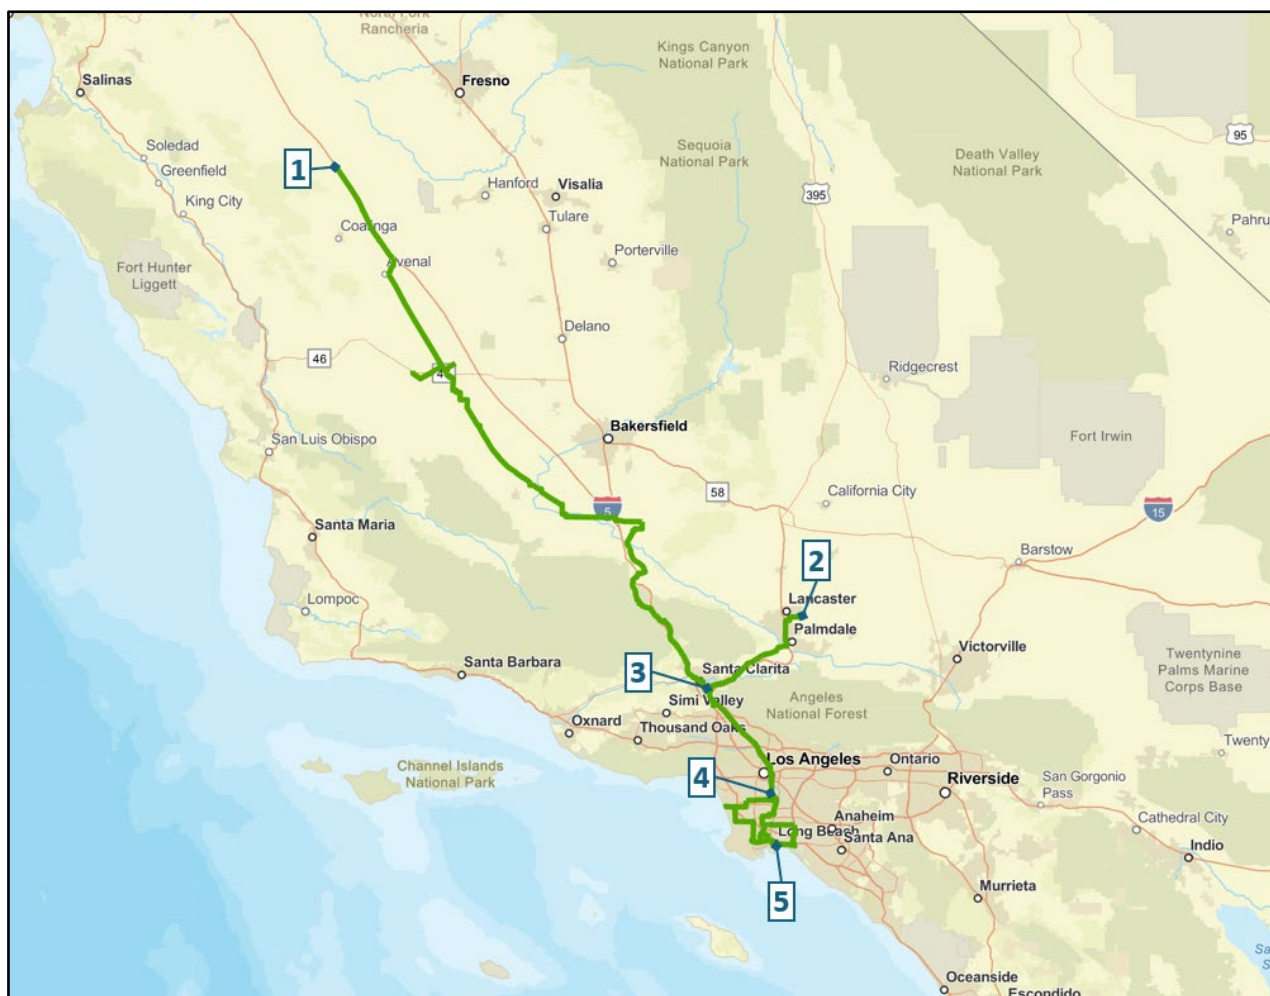 North Fork
Rancheria
Salinas
Fresno
Kings Canyon
National Park
95
Soledad
Greenfield
King City
1
Hanford
Visalia
Tulare
Sequoia
National Park
395
Death Valley
National Park
Pahru
Coalinga
Avenal
Porterville
Fort Hunter
Liggett
Delano
46
4
Ridgecrest
San Luis Obispo
Bakersfield
Fort Irwin
58
California City
5
15
Santa Maria
Barstow
2
Lompoc
Lancaster
Palmdale
Victorville
Twentynine
Palms Marine
Corps Base
Santa Barbara
3
Santa Clarita
Simi Valley
Angeles
National Forest
Oxnard
Thousand Oaks
Twenty
Channel Islands
National Park
4
Los Angeles
Ontario
Riverside
San Gorgonio
Pass
Anaheim
Long Beach
Santa Ana
Cathedral City
Indio
5
Murrieta
Sa
S
Oceanside
Escondido